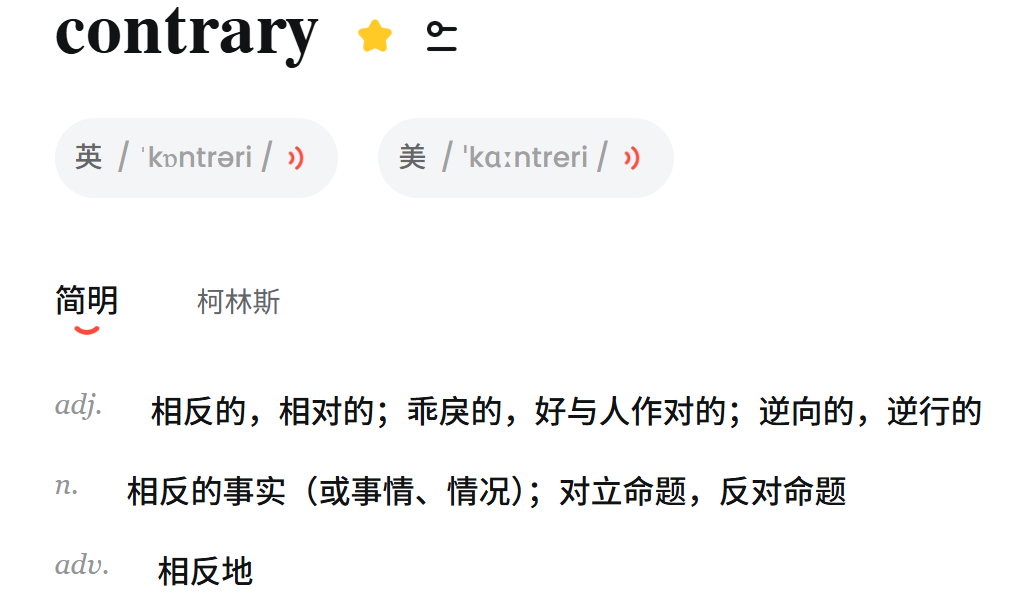 contrary
英 / ˈkɒntrəri / 美 / ˈkɑːntreri /
简明 柯林斯
adj. 相反的，相对的；乖戾的，好与人作对的；逆向的，逆行的
n. 相反的事实（或事情、情况）；对立命题，反对命题
adv. 相反地